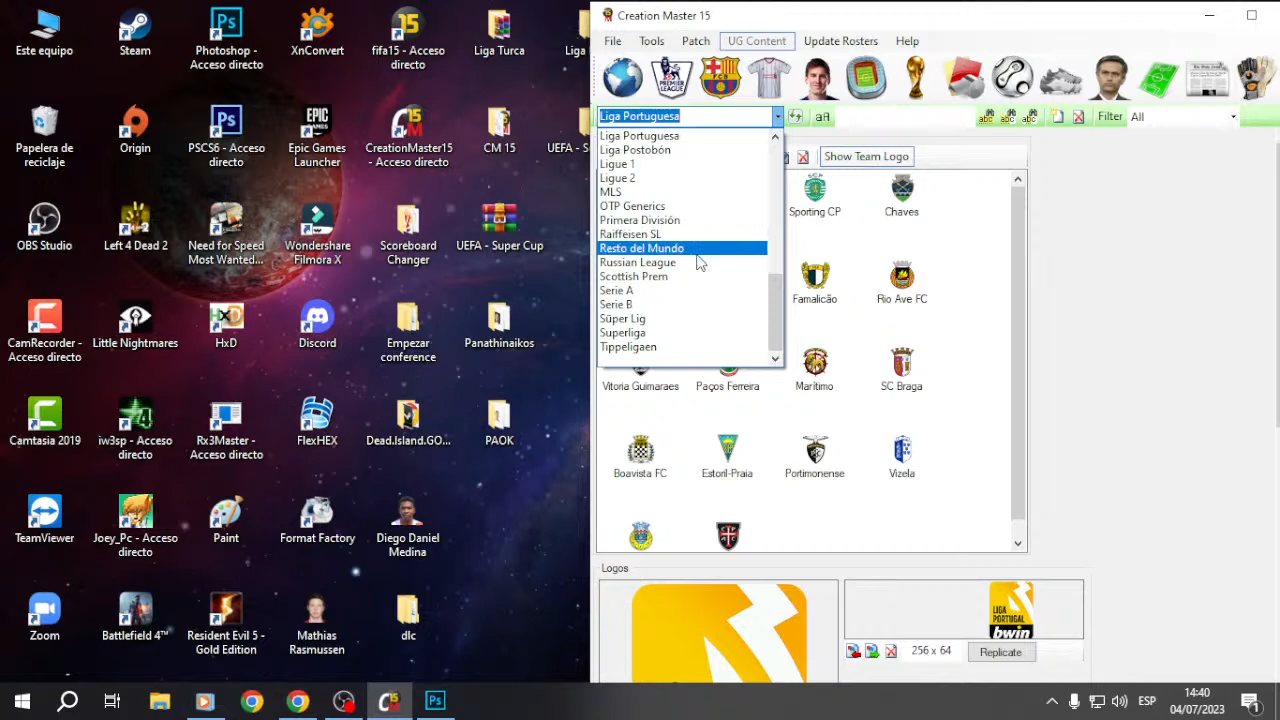 Este equipo
Steam
Photoshop -
Acceso directo
XnConvert
fifa15 - Acceso
directo
Liga Turca
Liga
Papelera de
reciclaje
Origin
PSCS6 -
Acceso directo
Epic Games
Launcher
CreationMaster15
- Acceso directo
CM 15
UEFA - S
OBS Studio
Left 4 Dead 2
Need for Speed
Most Wanted...
Wondershare
Filmora X
Scoreboard
Changer
UEFA - Super Cup
CamRecorder -
Acceso directo
Little Nightmares
HxD
Discord
Empezar
conference
Panathinaikos
Camtasia 2019
iw3sp - Acceso
directo
Rx3Master -
Acceso directo
FlexHEX
Dead.Island.GO...
PAOK
TeamViewer
Joey_Pc - Acceso
directo
Paint
Format Factory
Diego Daniel
Medina
Zoom
Battlefield 4™
Resident Evil 5 -
Gold Edition
Mathias
Rasmussen
dlc
Creation Master 15
File Tools Patch UG Content Update Rosters Help
Liga Portuguesa
Filter All
Liga Portuguesa
Liga Postobón
Ligue 1
Ligue 2
MLS
OTP Generics
Primera División
Raiffeisen SL
Resto del Mundo
Russian League
Scottish Prem
Serie A
Serie B
Süper Lig
Superliga
Tippeligaen
Show Team Logo
Sporting CP Chaves
Famalicão Rio Ave FC
Vitoria Guimaraes Paços Ferreira Marítimo SC Braga
Boavista FC Estoril-Praia Portimonense Vizela
Logos
LIGA
PORTUGAL
bwin
256 x 64
Replicate
ESP
14:40
04/07/2023